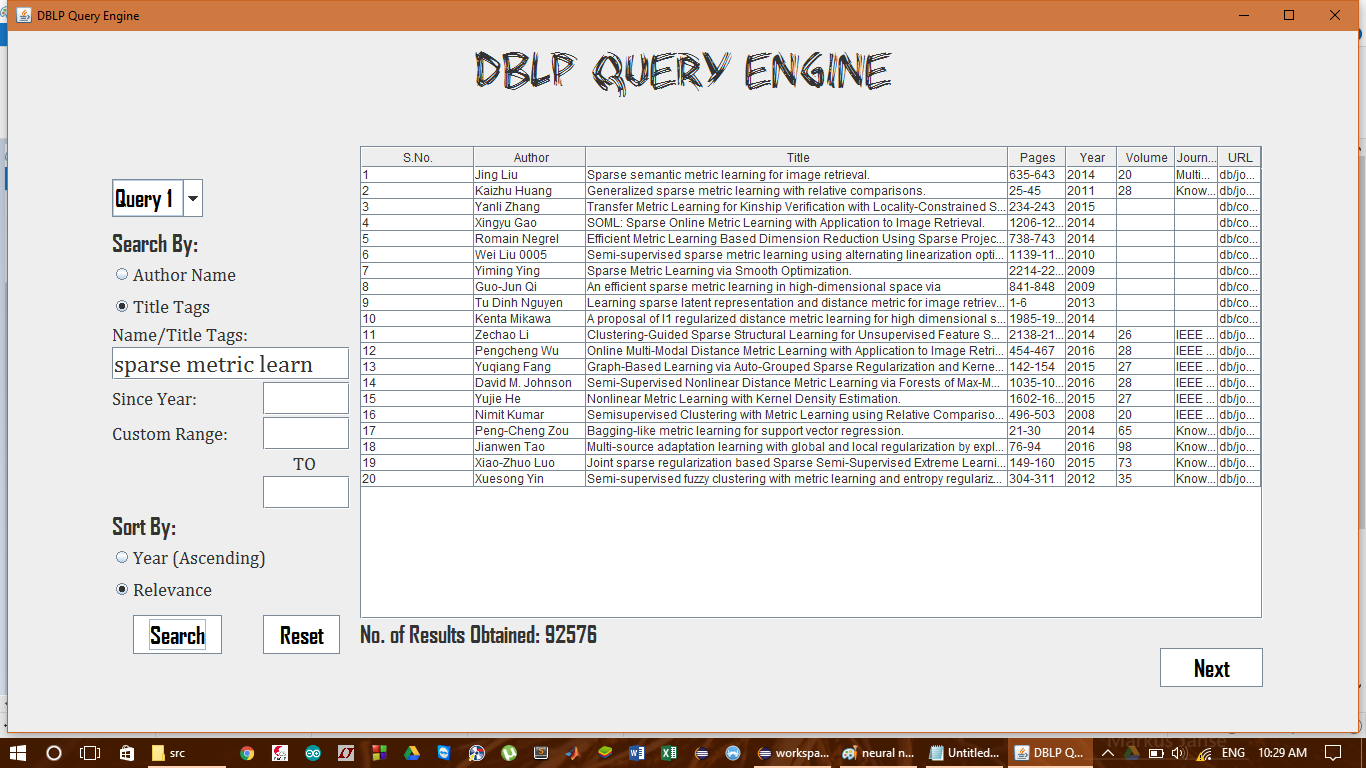 DBLP Query Engine
DBLP QUERY ENGINE
Query 1
Search By:
Author Name
Title Tags
Name/Title Tags:
sparse metric learn
Since Year:
Custom Range:
TO
Sort By:
Year (Ascending)
Relevance
Search Reset
S.No. Author Title Pages Year Volume Journ... URL
1 Jing Liu Sparse semantic metric learning for image retrieval. 635-643 2014 20 Multi... db/jo...
2 Kaizhu Huang Generalized sparse metric learning with relative comparisons. 25-45 2011 28 Know... db/jo...
3 Yanli Zhang Transfer Metric Learning for Kinship Verification with Locality-Constrained S... 234-243 2015 db/co...
4 Xingyu Gao SOML: Sparse Online Metric Learning with Application to Image Retrieval. 1206-12... 2014 db/co...
5 Romain Negrel Efficient Metric Learning Based Dimension Reduction Using Sparse Projec... 738-743 2014 db/co...
6 Wei Liu 0005 Semi-supervised sparse metric learning using alternating linearization opti... 1139-11... 2010 db/co...
7 Yiming Ying Sparse Metric Learning via Smooth Optimization. 2214-22... 2009 db/co...
8 Guo-Jun Qi An efficient sparse metric learning in high-dimensional space via 841-848 2009 db/co...
9 Tu Dinh Nguyen Learning sparse latent representation and distance metric for image retriev... 1-6 2013 db/co...
10 Kenta Mikawa A proposal of l1 regularized distance metric learning for high dimensional s... 1985-19... 2014 db/co...
11 Zechao Li Clustering-Guided Sparse Structural Learning for Unsupervised Feature S... 2138-21... 2014 26 IEEE ... db/jo...
12 Pengcheng Wu Online Multi-Modal Distance Metric Learning with Application to Image Retri... 454-467 2016 28 IEEE ... db/jo...
13 Yuqiang Fang Graph-Based Learning via Auto-Grouped Sparse Regularization and Kerne... 142-154 2015 27 IEEE ... db/jo...
14 David M. Johnson Semi-Supervised Nonlinear Distance Metric Learning via Forests of Max-M... 1035-10... 2016 28 IEEE ... db/jo...
15 Yujie He Nonlinear Metric Learning with Kernel Density Estimation. 1602-16... 2015 27 IEEE ... db/jo...
16 Nimit Kumar Semisupervised Clustering with Metric Learning using Relative Compariso... 496-503 2008 20 IEEE ... db/jo...
17 Peng-Cheng Zou Bagging-like metric learning for support vector regression. 21-30 2014 65 Know... db/jo...
18 Jianwen Tao Multi-source adaptation learning with global and local regularization by expl... 76-94 2016 98 Know... db/jo...
19 Xiao-Zhuo Luo Joint sparse regularization based Sparse Semi-Supervised Extreme Learni... 149-160 2015 73 Know... db/jo...
20 Xuesong Yin Semi-supervised fuzzy clustering with metric learning and entropy regulariz... 304-311 2012 35 Know... db/jo...
No. of Results Obtained: 92576
Next
src workspa... neural n... Untitled... DBLP Q... ENG 10:29 AM